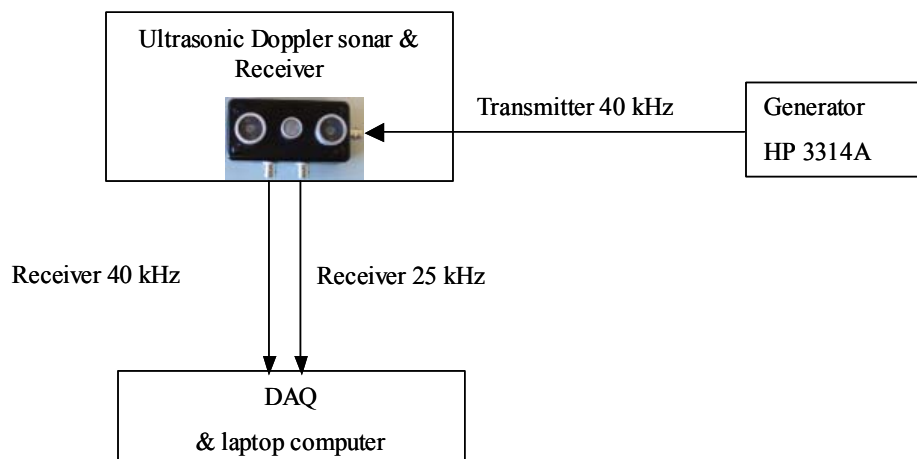 Ultrasonic Doppler sonar &
Receiver
Transmitter 40 kHz
Generator
HP 3314A
Receiver 40 kHz
Receiver 25 kHz
DAQ
& laptop computer